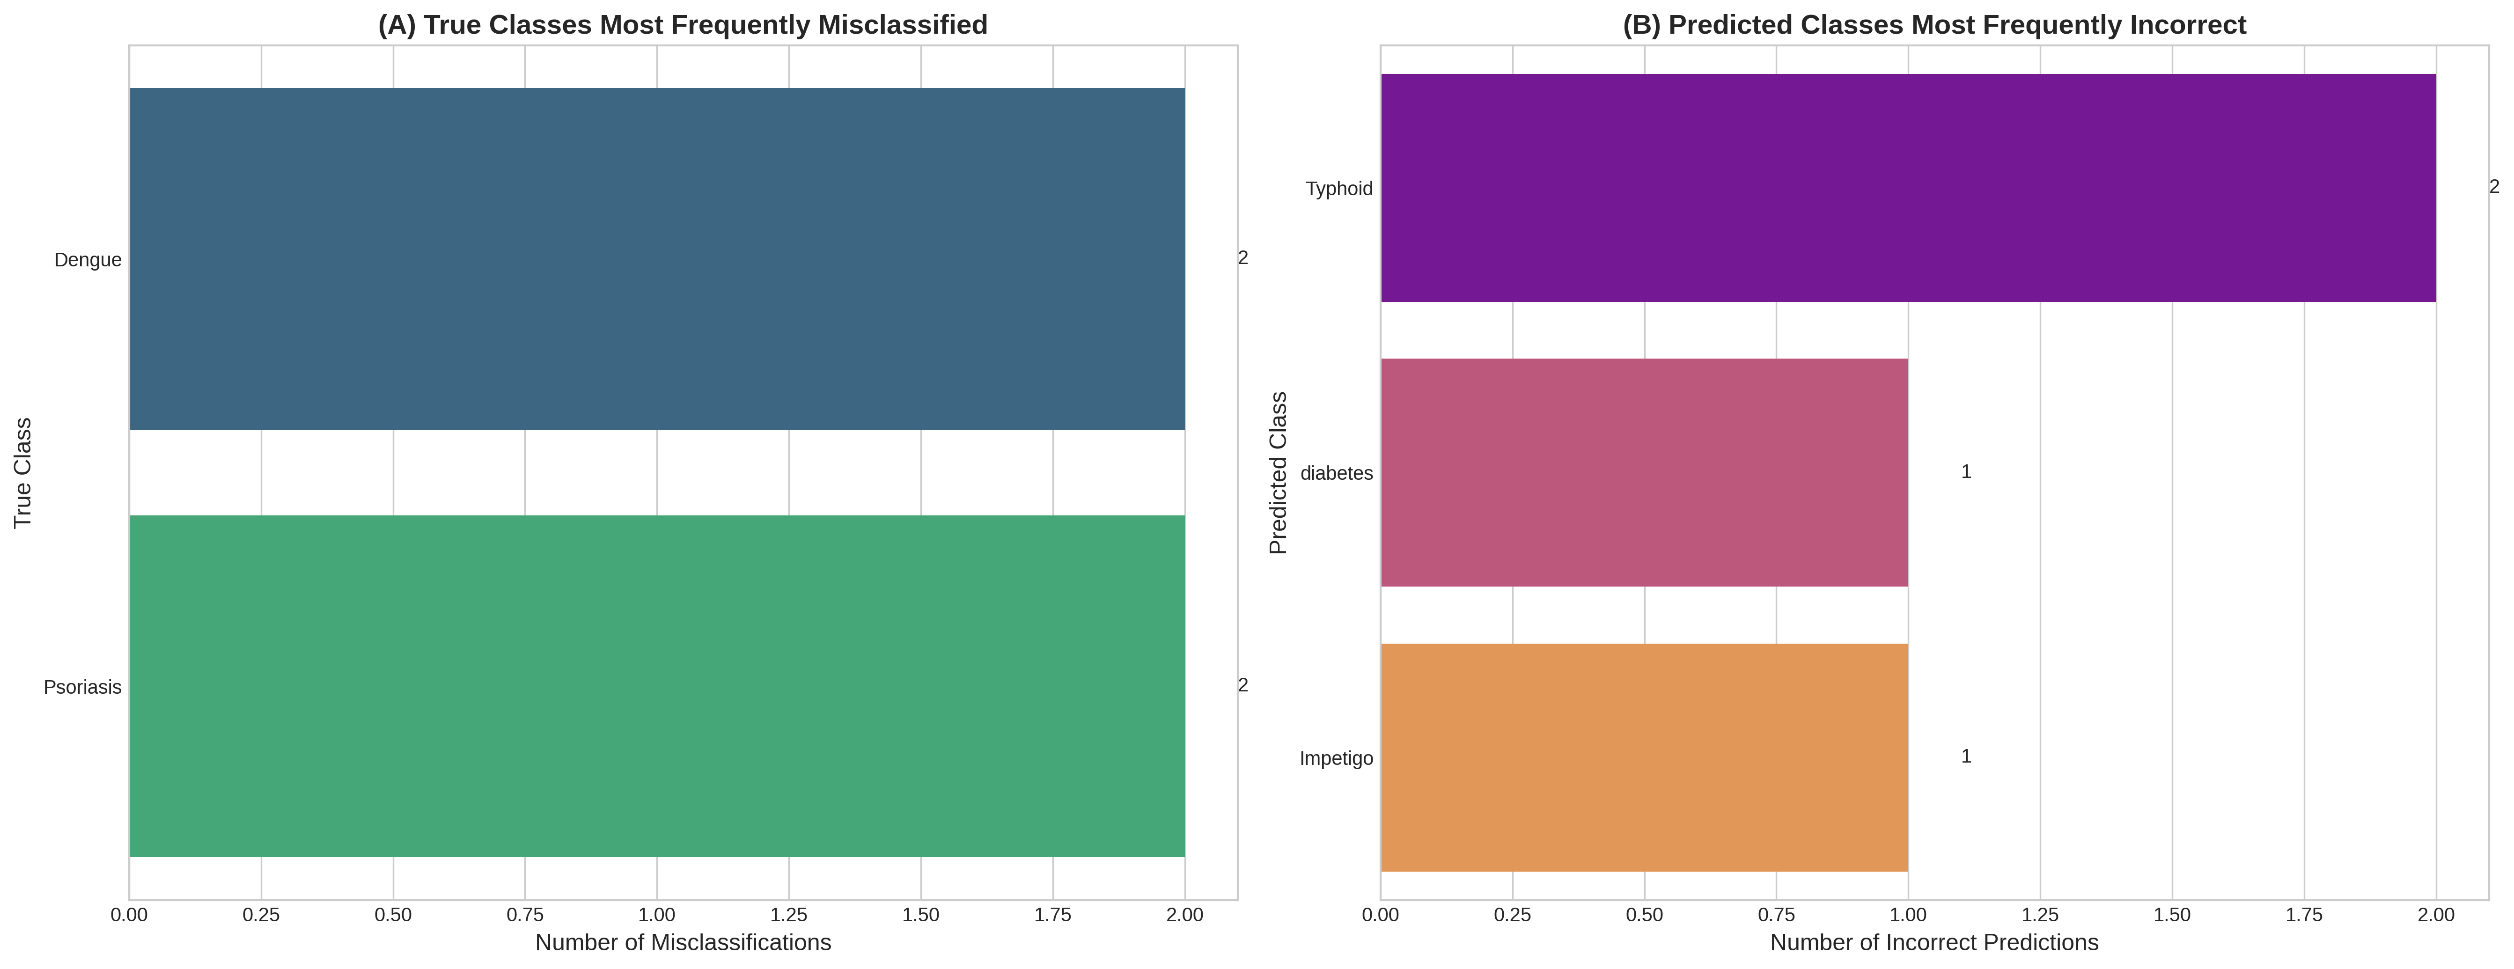 (A) True Classes Most Frequently Misclassified
True Class
Dengue
2
Psoriasis
2
0.00 0.25 0.50 0.75 1.00 1.25 1.50 1.75 2.00
Number of Misclassifications
(B) Predicted Classes Most Frequently Incorrect
Predicted Class
Typhoid
2
diabetes
1
Impetigo
1
0.00 0.25 0.50 0.75 1.00 1.25 1.50 1.75 2.00
Number of Incorrect Predictions